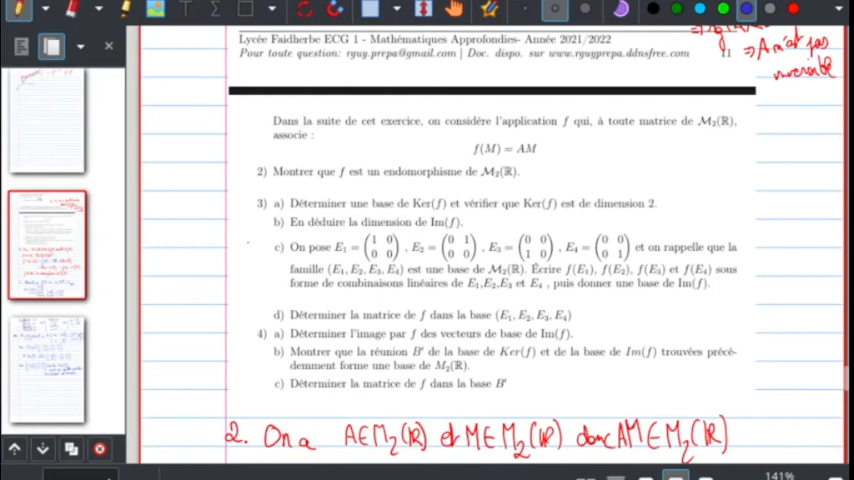 ⇒ A n'est pas
inversible
Lycée Faidherbe ECG 1 - Mathématiques Approfondies- Année 2021/2022
Pour toute question : rguy.prepa@gmail.com | Doc. dispo. sur www.rguyprepa.ddnsfree.com 11
Dans la suite de cet exercice, on considère l'application f qui, à toute matrice de M₂(ℝ),
associe :
f(M) = AM
2) Montrer que f est un endomorphisme de M₂(ℝ).
3) a) Déterminer une base de Ker(f) et vérifier que Ker(f) est de dimension 2.
b) En déduire la dimension de Im(f).
c) On pose E₁ = (1 0 / 0 0) , E₂ = (0 1 / 0 0) , E₃ = (0 0 / 1 0) , E₄ = (0 0 / 0 1) et on rappelle que la
famille (E₁, E₂, E₃, E₄) est une base de M₂(ℝ). Écrire f(E₁), f(E₂), f(E₃) et f(E₄) sous
forme de combinaisons linéaires de E₁,E₂,E₃ et E₄ , puis donner une base de Im(f).
d) Déterminer la matrice de f dans la base (E₁, E₂, E₃, E₄)
4) a) Déterminer l'image par f des vecteurs de base de Im(f).
b) Montrer que la réunion B′ de la base de Ker(f) et de la base de Im(f) trouvées précé-
demment forme une base de M₂(ℝ).
c) Déterminer la matrice de f dans la base B′
2. On a A∈M₂(ℝ) et M∈M₂(ℝ) donc AM∈M₂(ℝ)
141%